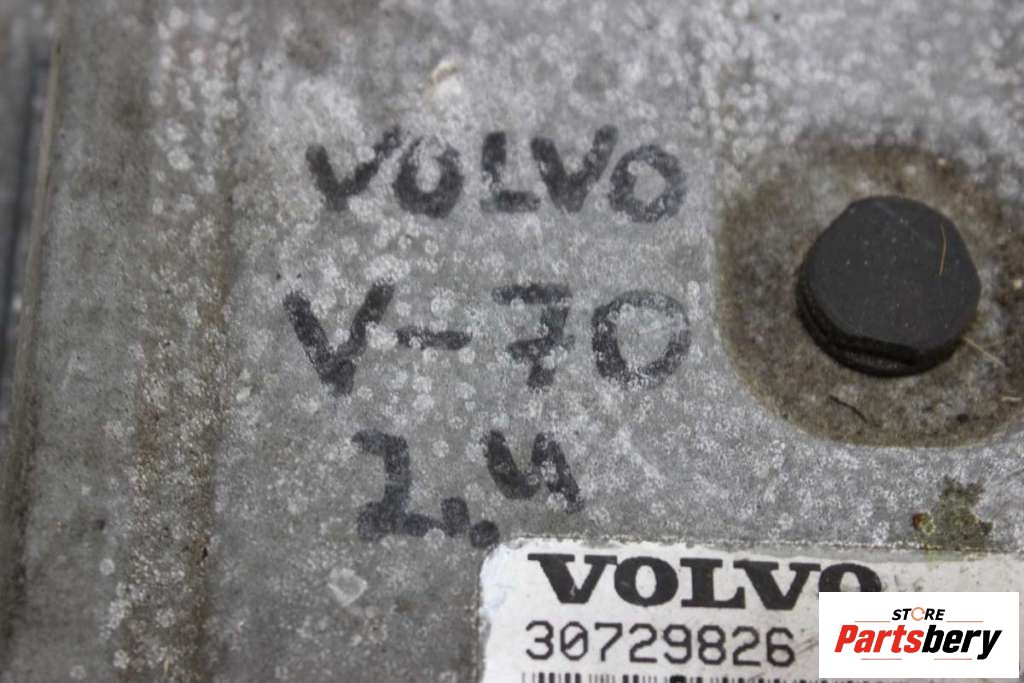 VOLVO
V-70
2.4
VOLVO
30729826
STORE
Partsbery